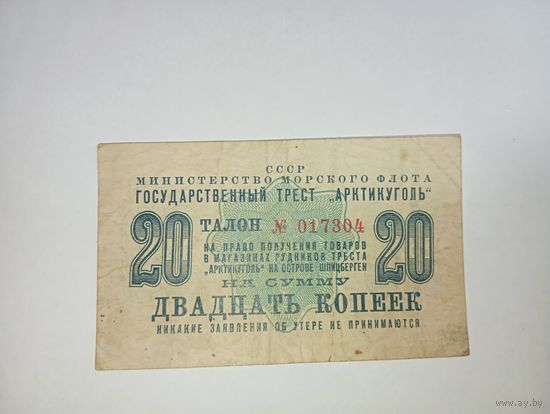 СССР
МИНИСТЕРСТВО МОРСКОГО ФЛОТА
ГОСУДАРСТВЕННЫЙ ТРЕСТ „АРКТИКУГОЛЬ"
20 ТАЛОН № 017304 20
НА ПРАВО ПОЛУЧЕНИЯ ТОВАРОВ
В МАГАЗИНАХ РУДНИКОВ ТРЕСТА
„АРКТИКУГОЛЬ" НА ОСТРОВЕ ШПИЦБЕРГЕН
НА СУММУ
ДВАДЦАТЬ КОПЕЕК
НИКАКИЕ ЗАЯВЛЕНИЯ ОБ УТЕРЕ НЕ ПРИНИМАЮТСЯ
www.ay.by